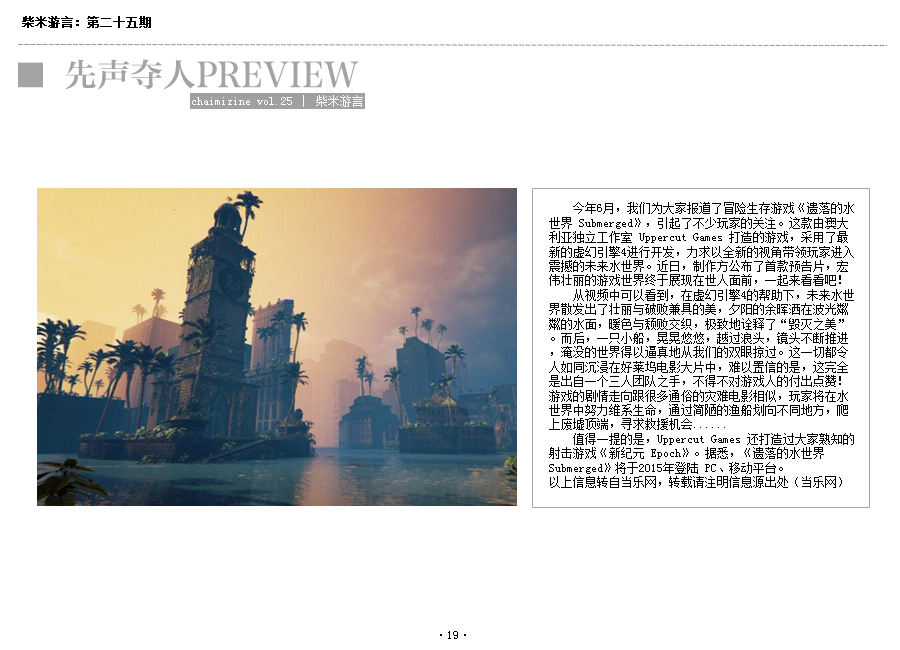 柴米游言：第二十五期
先声夺人PREVIEW
chaimizine vol.25 | 柴米游言
今年6月，我们为大家报道了冒险生存游戏《遗落的水
世界 Submerged》，引起了不少玩家的关注。这款由澳大
利亚独立工作室 Uppercut Games 打造的游戏，采用了最
新的虚幻引擎4进行开发，力求以全新的视角带领玩家进入
震撼的未来水世界。近日，制作方公布了首款预告片，宏
伟壮丽的游戏世界终于展现在世人面前，一起来看看吧！
从视频中可以看到，在虚幻引擎4的帮助下，未来水世
界散发出了壮丽与破败兼具的美，夕阳的余晖洒在波光粼
粼的水面，暖色与颓败交织，极致地诠释了“毁灭之美”
。而后，一只小船，晃晃悠悠，越过浪头，镜头不断推进
，淹没的世界得以逼真地从我们的双眼掠过。这一切都令
人如同沉浸在好莱坞电影大片中，难以置信的是，这完全
是出自一个三人团队之手，不得不对游戏人的付出点赞！
游戏的剧情走向跟很多通俗的灾难电影相似，玩家将在水
世界中努力维系生命，通过简陋的渔船划向不同地方，爬
上废墟顶端，寻求救援机会......
值得一提的是，Uppercut Games 还打造过大家熟知的
射击游戏《新纪元 Epoch》。据悉，《遗落的水世界
Submerged》将于2015年登陆 PC、移动平台。
以上信息转自当乐网，转载请注明信息源出处（当乐网）
·19·